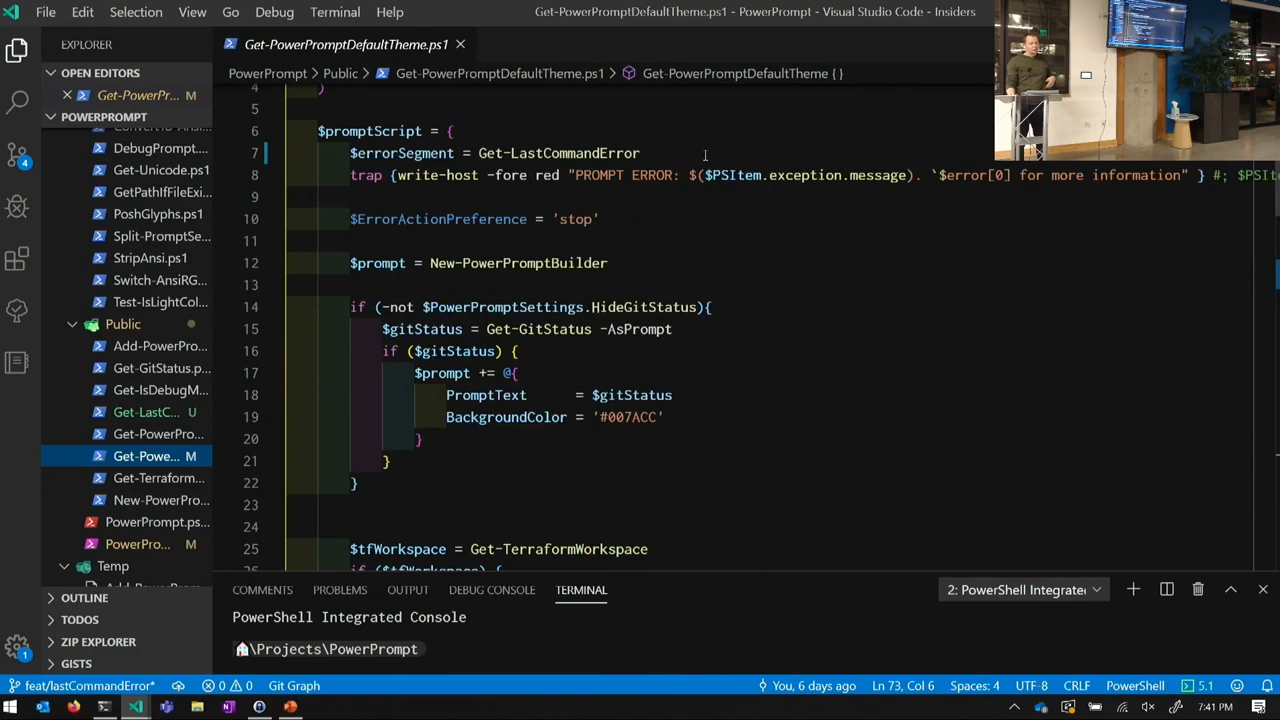 File Edit Selection View Go Debug Terminal Help
Get-PowerPromptDefaultTheme.ps1 - PowerPrompt - Visual Studio Code - Insiders
EXPLORER
OPEN EDITORS
Get-PowerPr... M
POWERPROMPT
DebugPrompt....
Get-Unicode.ps1
GetPathIfFileExi...
PoshGlyphs.ps1
Split-PromptSe...
StripAnsi.ps1
Switch-AnsiRG...
Test-IsLightCol...
Public
Add-PowerPro...
Get-GitStatus.p...
Get-IsDebugM...
Get-LastC... U
Get-PowerPro...
Get-Powe... M
Get-Terraform...
New-PowerPro...
PowerPrompt.ps...
PowerPro... M
Temp
OUTLINE
TODOS
ZIP EXPLORER
GISTS
Get-PowerPromptDefaultTheme.ps1
PowerPrompt > Public > Get-PowerPromptDefaultTheme.ps1 > Get-PowerPromptDefaultTheme { }
4 )
5
6 $promptScript = {
7 $errorSegment = Get-LastCommandError
8 trap {write-host -fore red "PROMPT ERROR: $($PSItem.exception.message). `$error[0] for more information" } #; $PSIt
9
10 $ErrorActionPreference = 'stop'
11
12 $prompt = New-PowerPromptBuilder
13
14 if (-not $PowerPromptSettings.HideGitStatus){
15 $gitStatus = Get-GitStatus -AsPrompt
16 if ($gitStatus) {
17 $prompt += @{
18 PromptText = $gitStatus
19 BackgroundColor = '#007ACC'
20 }
21 }
22 }
23
24
25 $tfWorkspace = Get-TerraformWorkspace
if ($tfWorkspace) {
COMMENTS PROBLEMS OUTPUT DEBUG CONSOLE TERMINAL
2: PowerShell Integrate
PowerShell Integrated Console
\Projects\PowerPrompt
4
1
feat/lastCommandError* 0 0 Git Graph
You, 6 days ago Ln 73, Col 6 Spaces: 4 UTF-8 CRLF PowerShell 5.1
7:41 PM